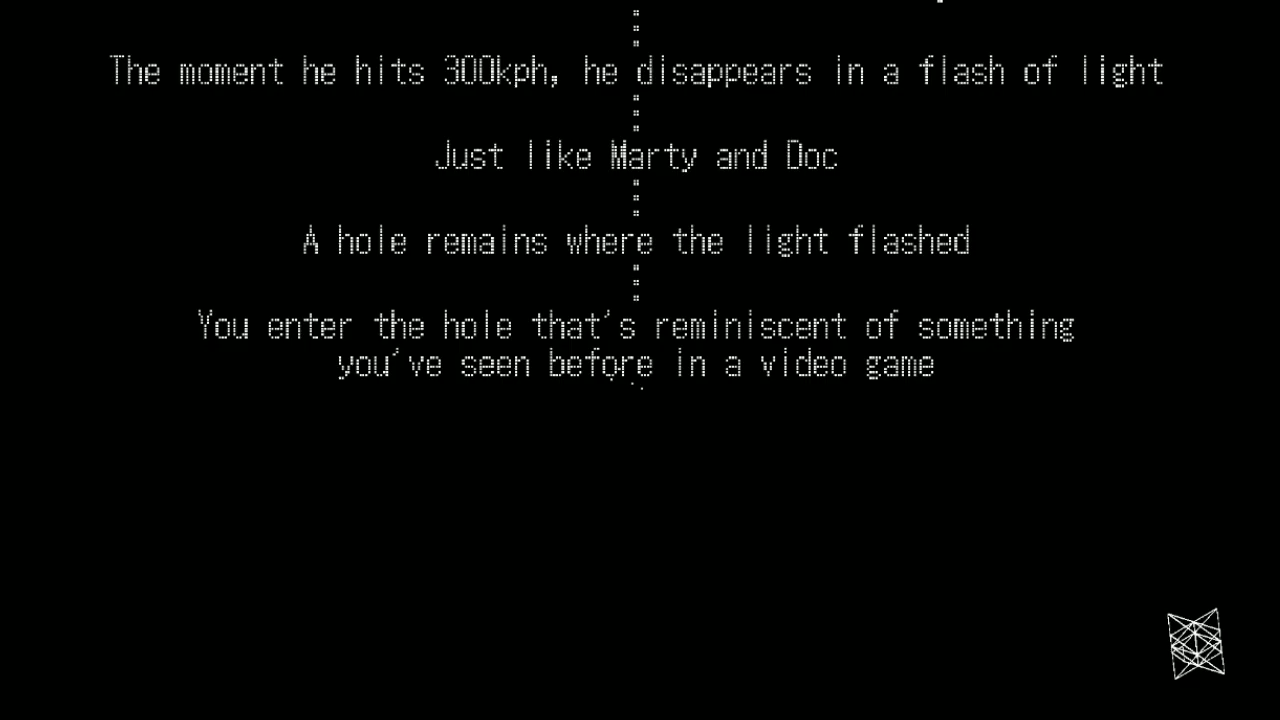 The moment he hits 300kph, he disappears in a flash of light
Just like Marty and Doc
A hole remains where the light flashed
You enter the hole that's reminiscent of something
you've seen before in a video game